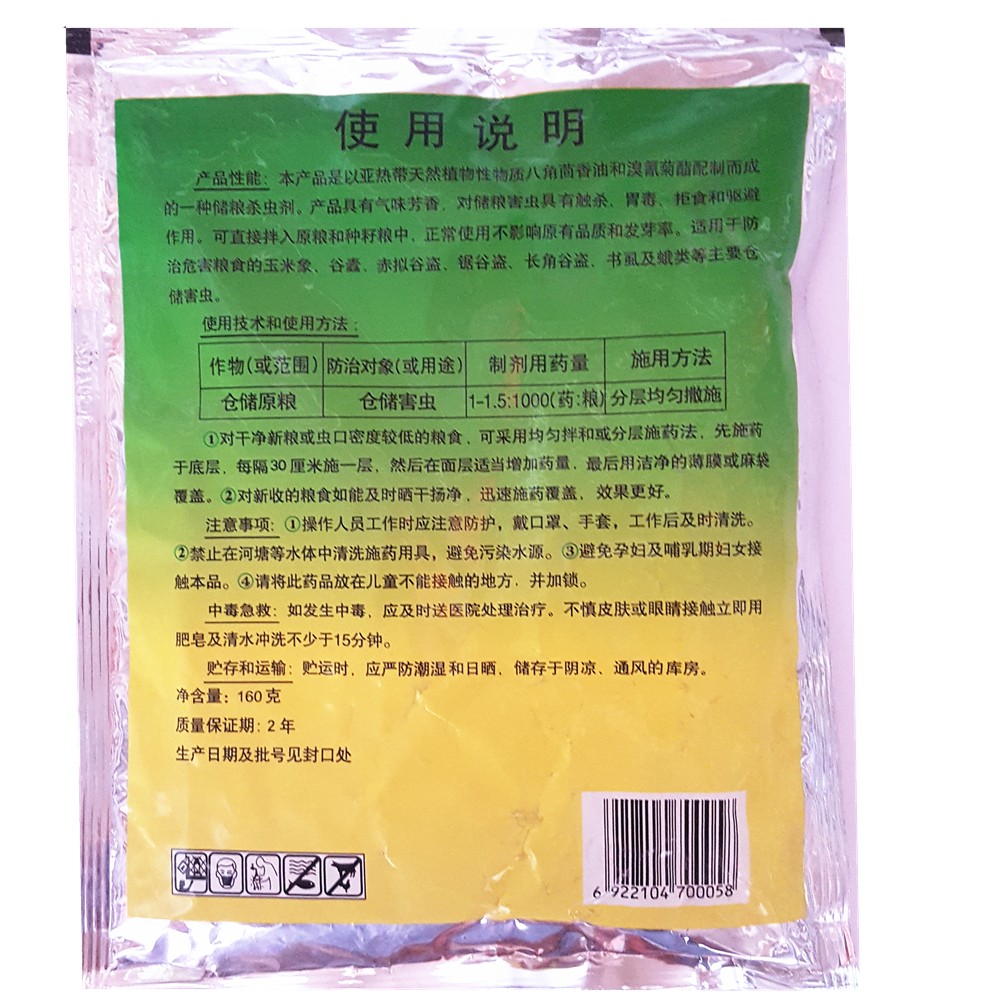 使用说明
产品性能：本产品是以亚热带天然植物性物质八角茴香油和溴氰菊酯配制而成
的一种储粮杀虫剂。产品具有气味芳香，对储粮害虫具有触杀、胃毒、拒食和驱避
作用。可直接拌入原粮和种籽粮中，正常使用不影响原有品质和发芽率。适用于防
治危害粮食的玉米象、谷蠹、赤拟谷盗、锯谷盗、长角谷盗、书虱及蛾类等主要仓
储害虫。
使用技术和使用方法：
作物(或范围) 防治对象(或用途) 制剂用药量 施用方法
仓储原粮 仓储害虫 1-1.5:1000(药:粮) 分层均匀撒施
①对干净新粮或虫口密度较低的粮食，可采用均匀拌和或分层施药法，先施药
于底层，每隔30厘米施一层，然后在面层适当增加药量，最后用洁净的薄膜或麻袋
覆盖。②对新收的粮食如能及时晒干扬净，迅速施药覆盖，效果更好。
注意事项：①操作人员工作时应注意防护，戴口罩、手套，工作后及时清洗。
②禁止在河塘等水体中清洗施药用具，避免污染水源。③避免孕妇及哺乳期妇女接
触本品。④请将此药品放在儿童不能接触的地方，并加锁。
中毒急救：如发生中毒，应及时送医院处理治疗。不慎皮肤或眼睛接触立即用
肥皂及清水冲洗不少于15分钟。
贮存和运输：贮运时，应严防潮湿和日晒，储存于阴凉、通风的库房。
净含量：160克
质量保证期：2年
生产日期及批号见封口处
6 922104 700058